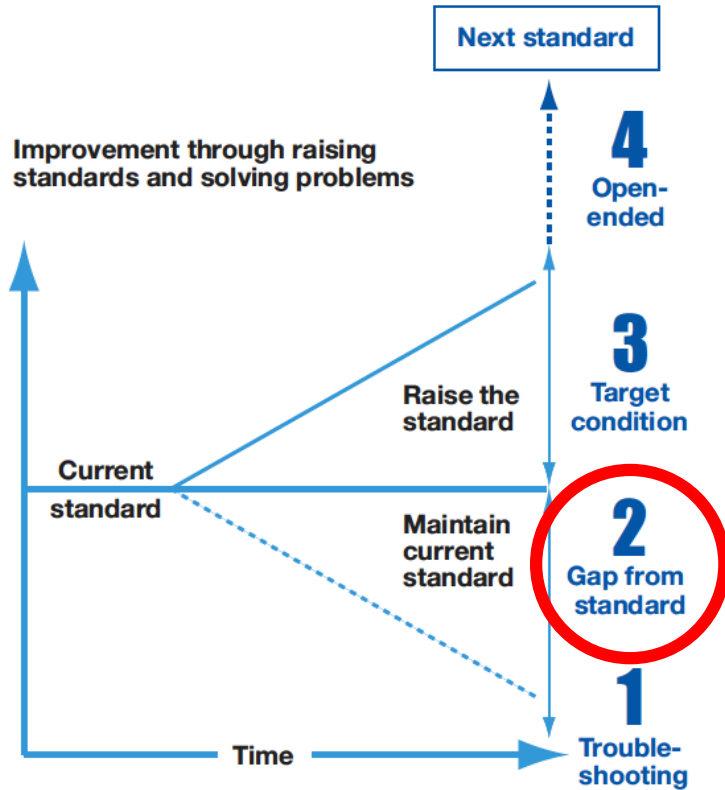 Next standard
Improvement through raising
standards and solving problems
4
Open-
ended
3
Target
condition
Raise the
standard
Current
standard
Maintain
current
standard
2
Gap from
standard
1
Trouble-
shooting
Time